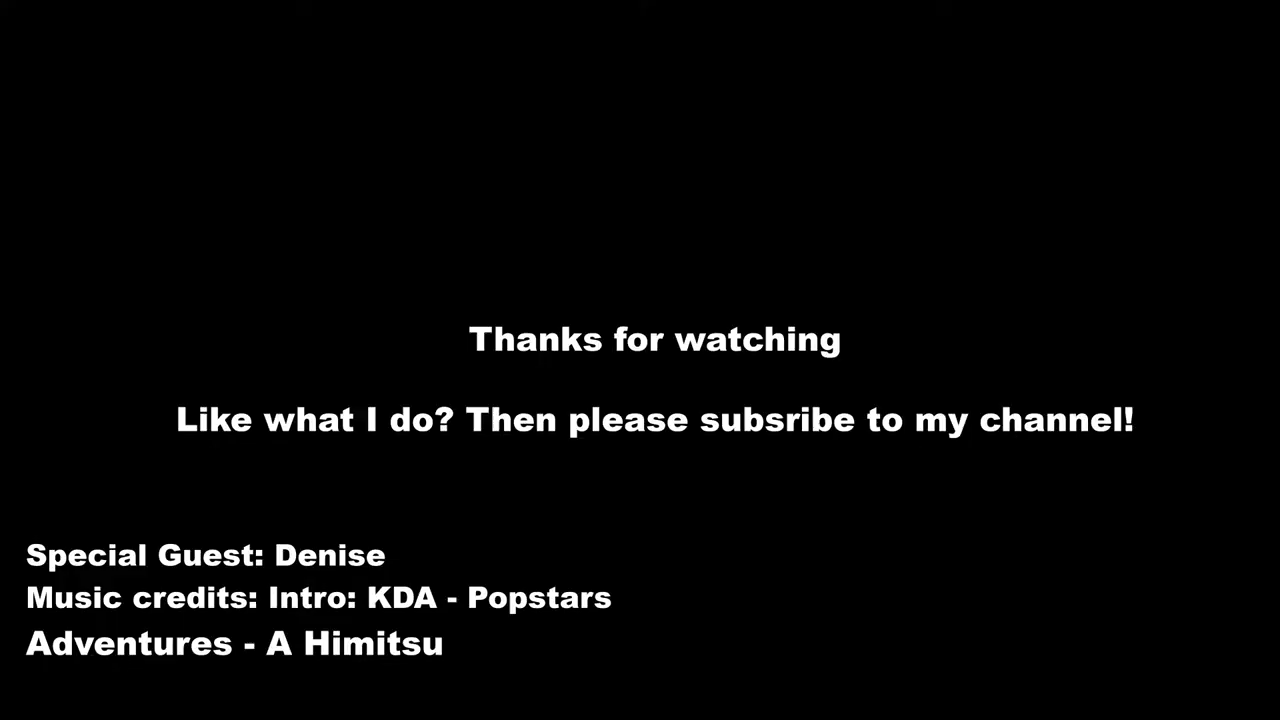 Thanks for watching
Like what I do? Then please subsribe to my channel!
Special Guest: Denise
Music credits: Intro: KDA - Popstars
Adventures - A Himitsu